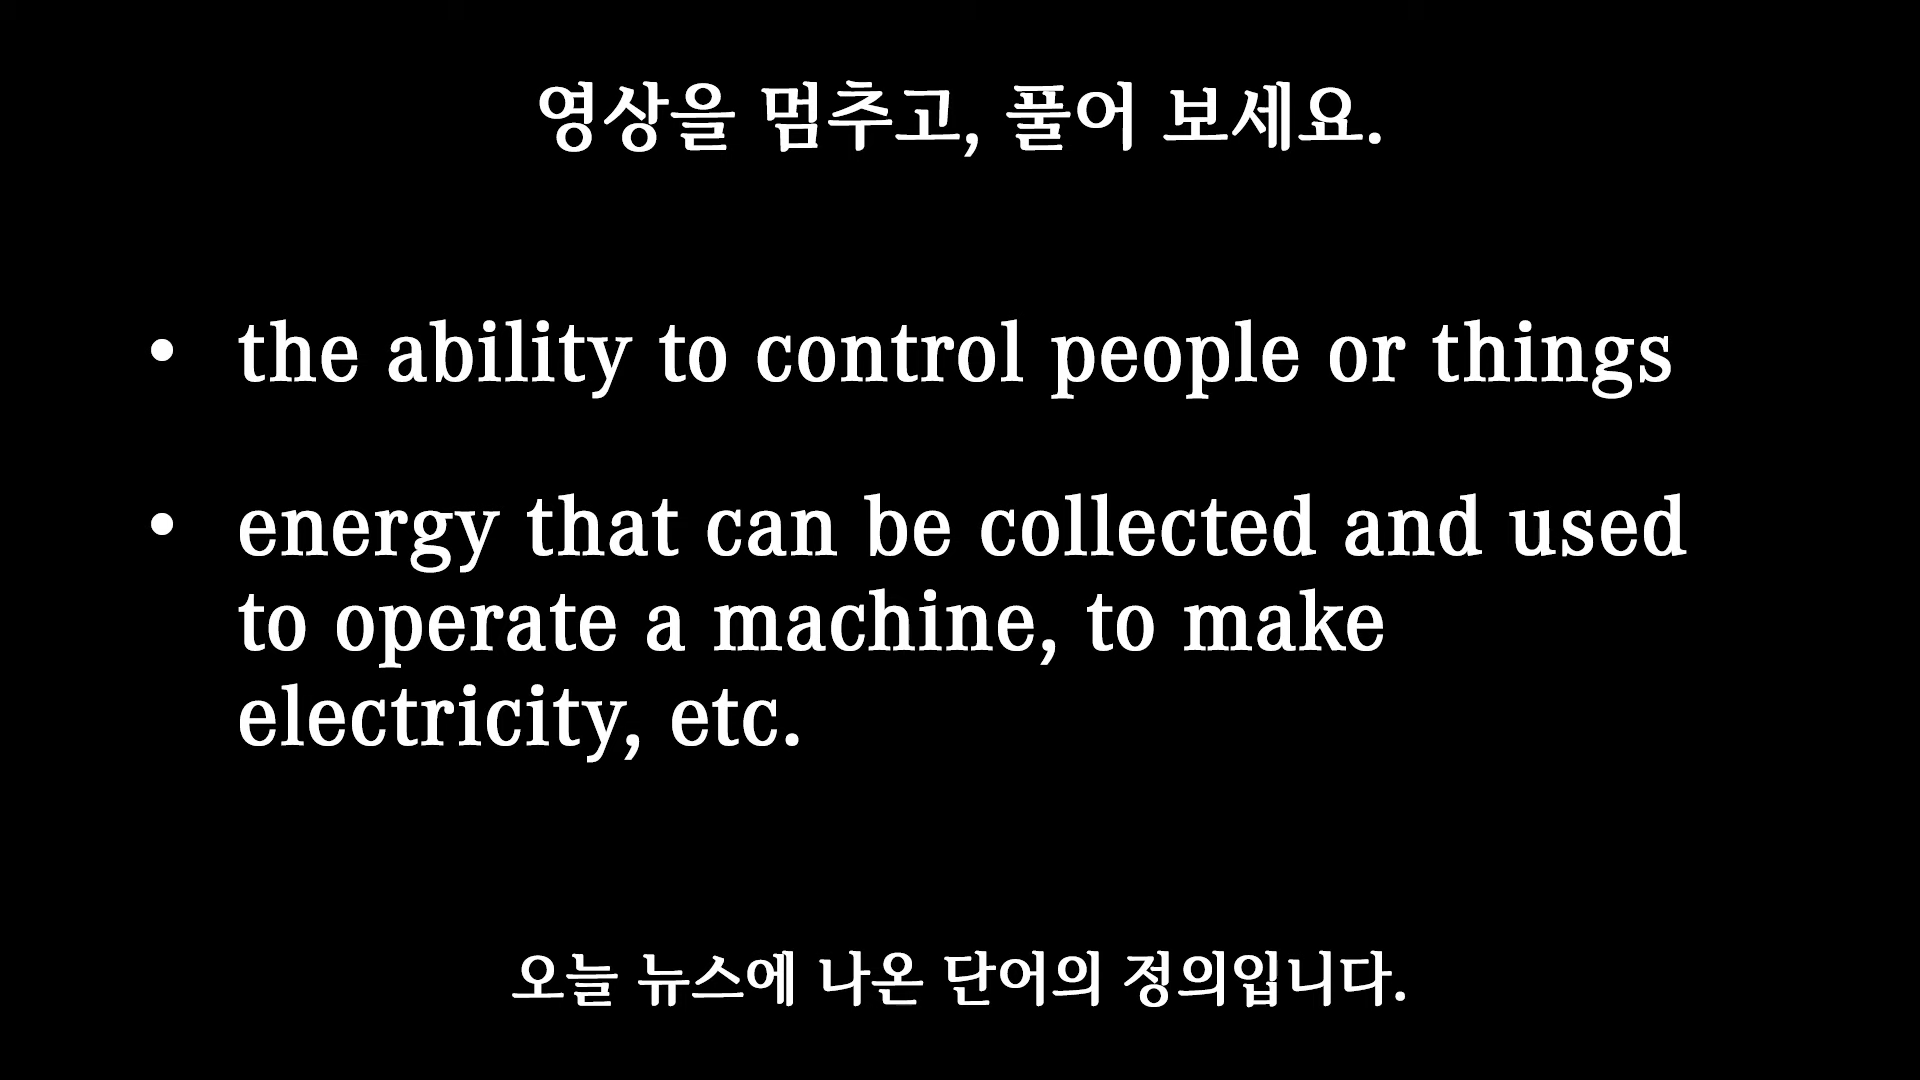 영상을 멈추고, 풀어 보세요.
• the ability to control people or things
• energy that can be collected and used
to operate a machine, to make
electricity, etc.
오늘 뉴스에 나온 단어의 정의입니다.